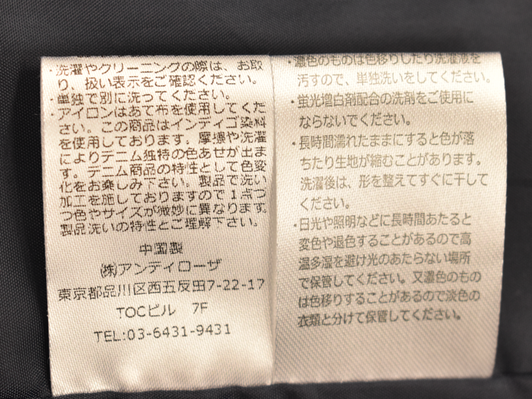 ・洗濯やクリーニングの際は、お取
り、扱い表示をご確認ください。
・単独で別に洗ってください。
・アイロンはあて布を使用してくだ
さい。この商品はインディゴ染料
を使用しております。摩擦や洗濯
によりデニム独特の色あせが出ま
す。デニム商品の特性として色変
化をお楽しみ下さい。製品で洗い
加工を施しておりますので1点づ
つ色やサイズが微妙に異なります。
製品洗いの特性とご理解下さい。
中国製
㈱アンティローザ
東京都品川区西五反田7-22-17
TOCビル 7F
TEL:03-6431-9431
・濃色のものは色移りしたり洗濯液を
汚すので、単独洗いをしてください。
・蛍光増白剤配合の洗剤をご使用に
ならないでください。
・長時間濡れたままにすると色が落
ちたり生地が縮むことがあります。
洗濯後は、形を整えてすぐに干して
ください。
・日光や照明などに長時間あたると
変色や退色することがあるので高
温多湿を避け光のあたらない場所
で保管してください。又濃色のもの
は色移りすることがあるので淡色の
衣類と分けて保管してください。